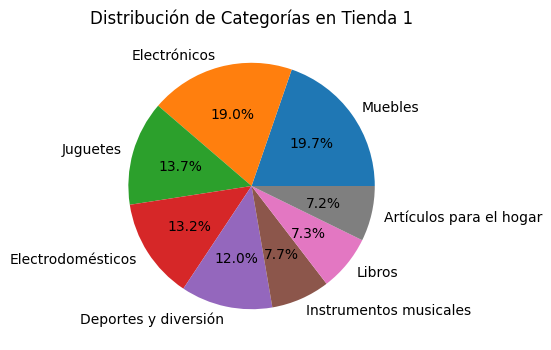 Distribución de Categorías en Tienda 1
Electrónicos
Muebles
19.0%
19.7%
Juguetes
13.7%
7.2%
Artículos para el hogar
13.2%
7.3%
Electrodomésticos
12.0%
7.7%
Libros
Deportes y diversión
Instrumentos musicales